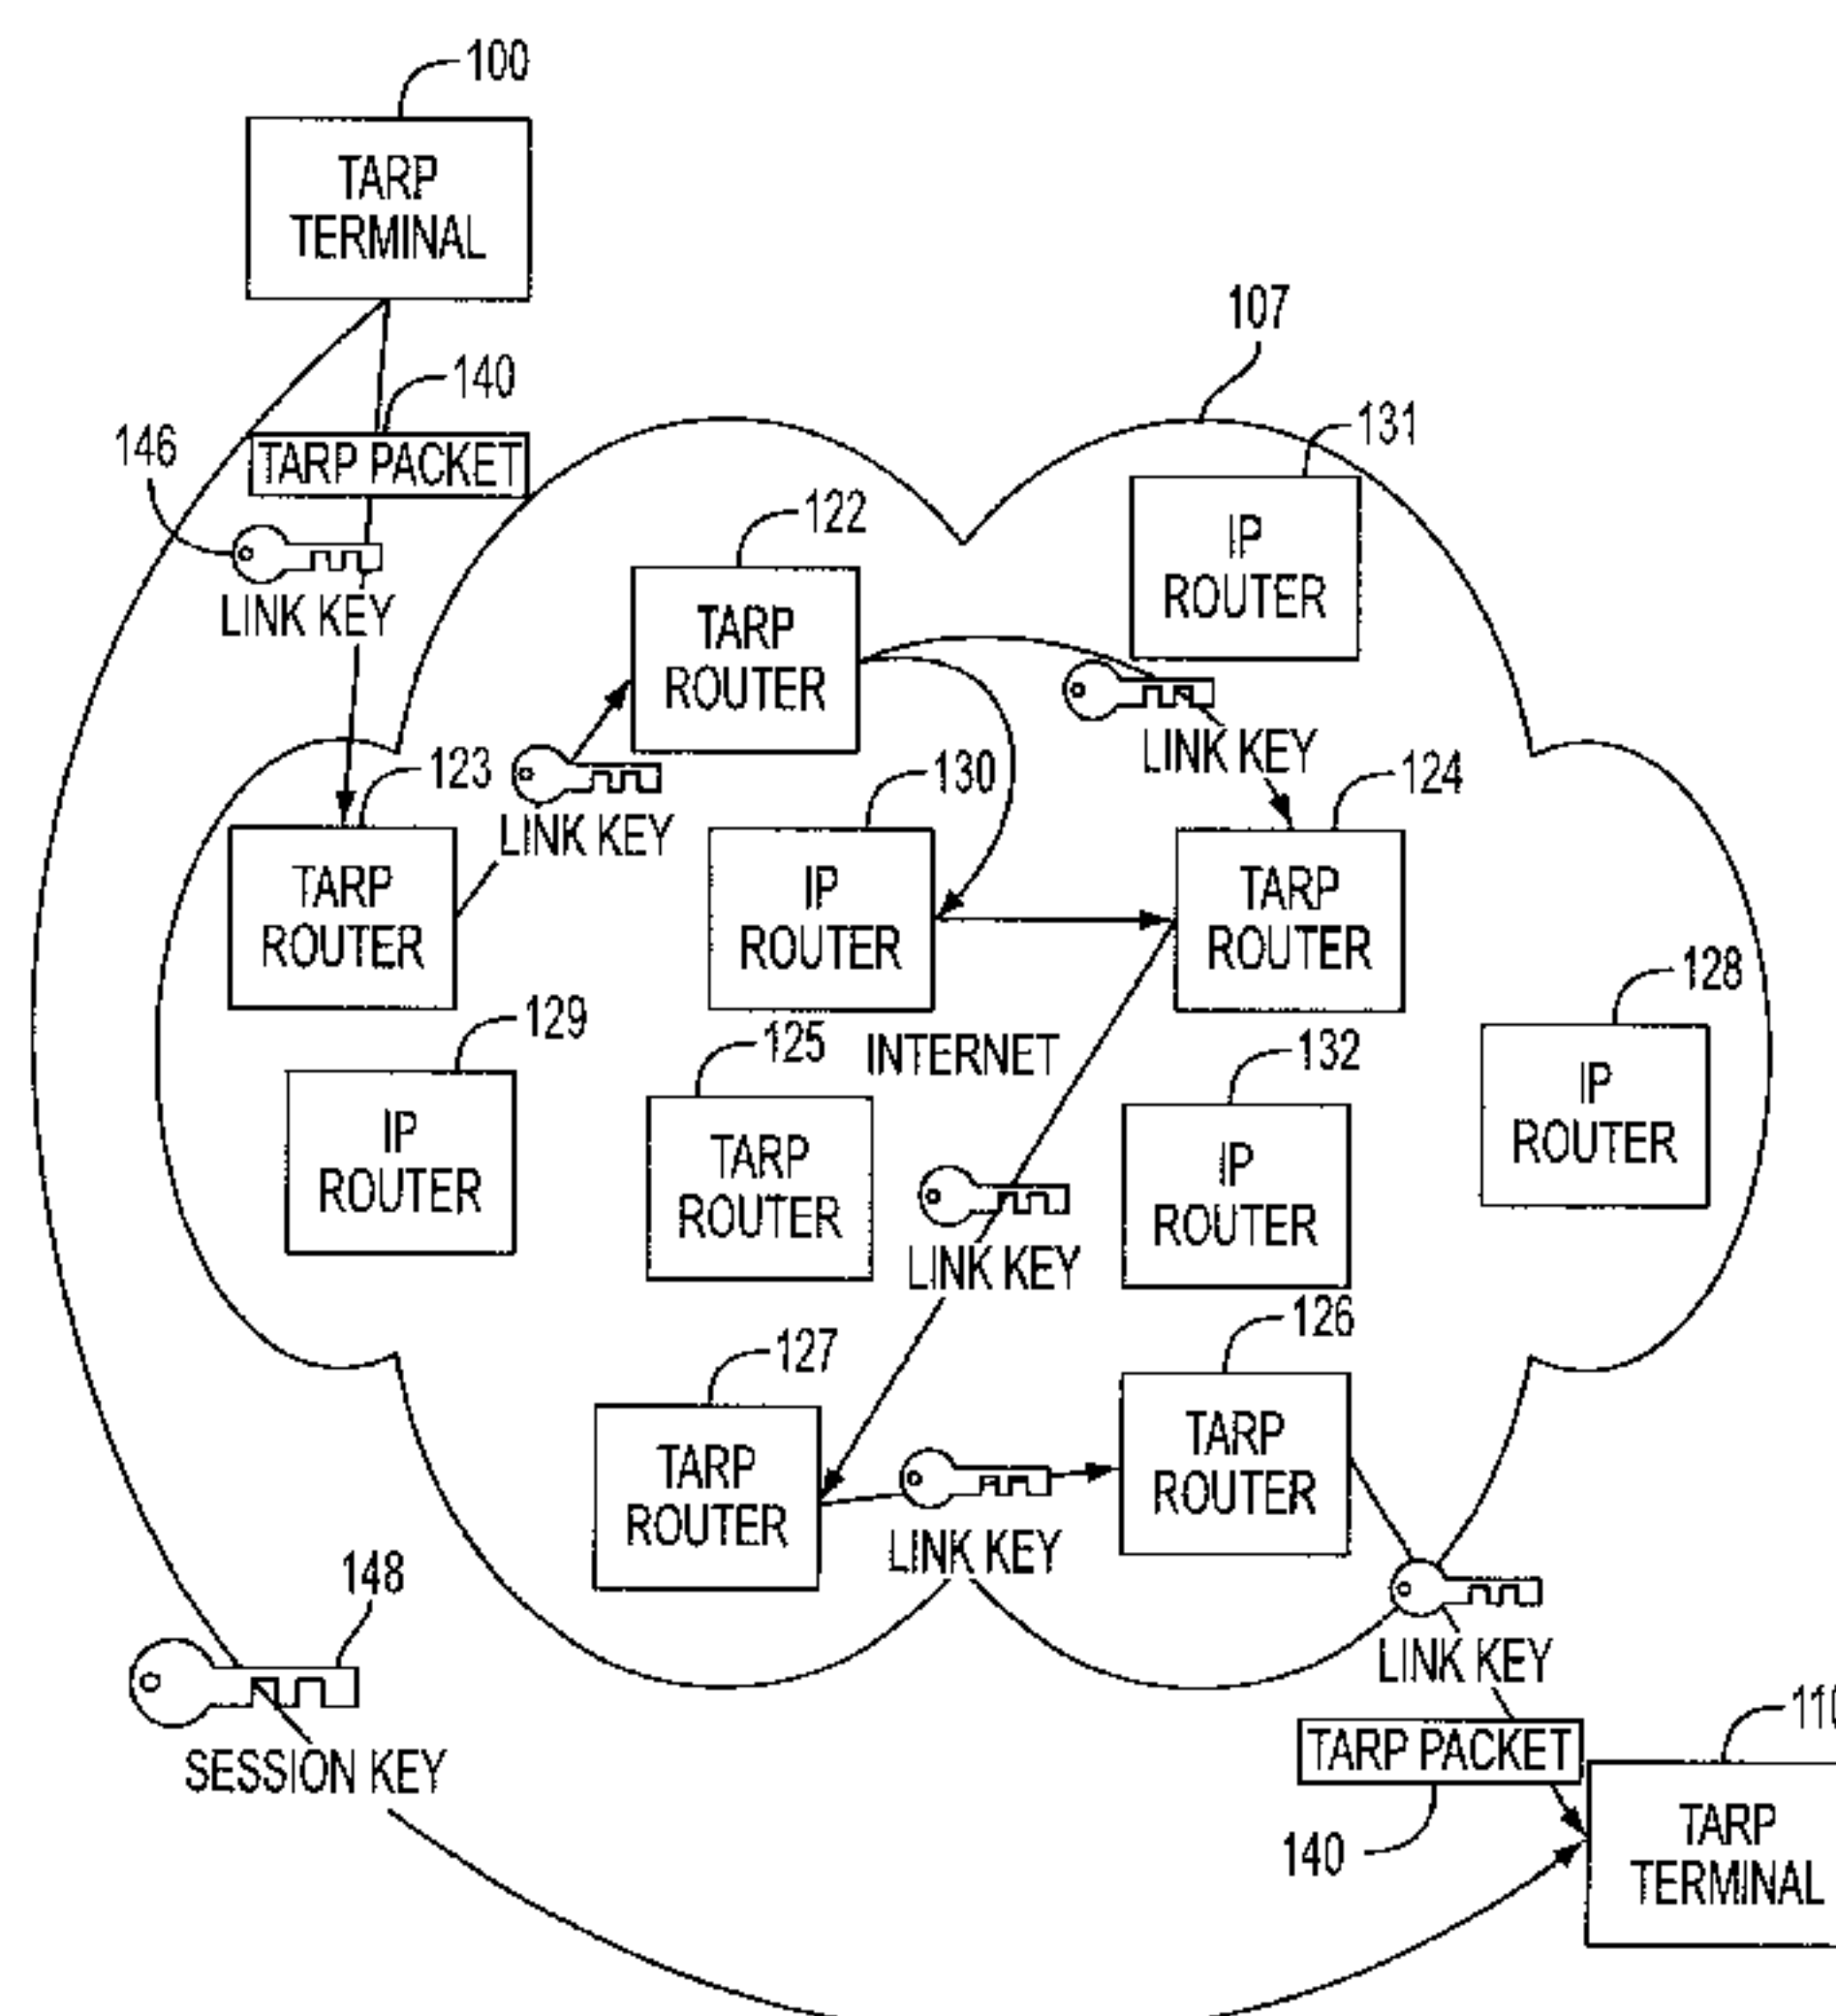 100
TARP
TERMINAL
107
140
131
146
TARP PACKET
122
IP
ROUTER
LINK KEY
TARP
ROUTER
LINK KEY
123
130
124
LINK KEY
TARP
ROUTER
IP
ROUTER
TARP
ROUTER
128
129
125
INTERNET
132
IP
ROUTER
IP
ROUTER
TARP
ROUTER
IP
ROUTER
LINK KEY
126
127
TARP
ROUTER
TARP
ROUTER
LINK KEY
148
LINK KEY
SESSION KEY
TARP PACKET
140
TARP
TERMINAL